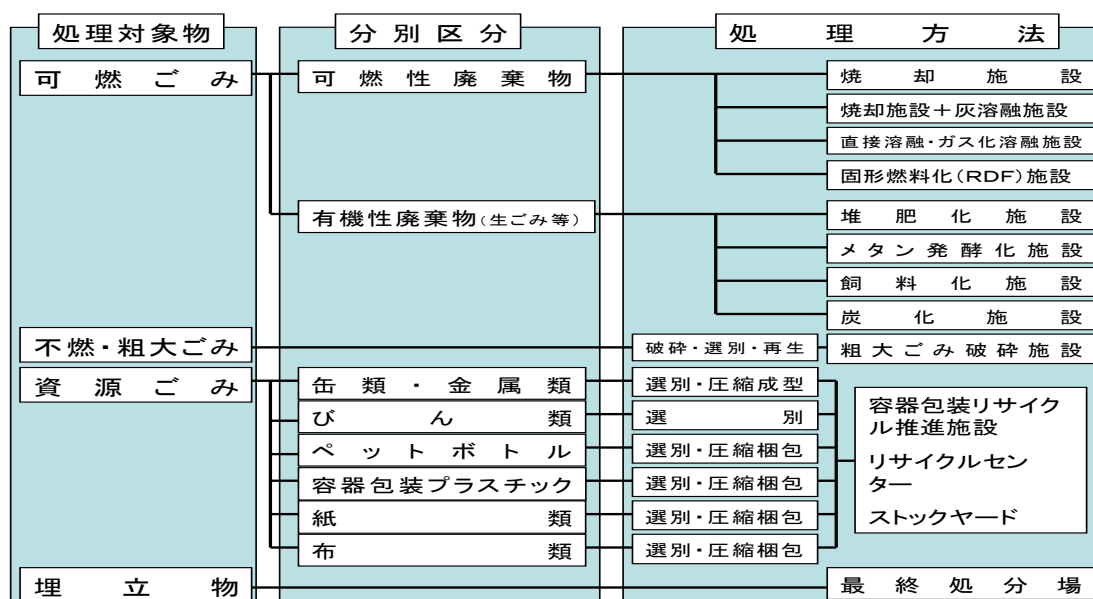 処理対象物
分別区分
処理方法
可燃ごみ
可燃性廃棄物
焼却施設
焼却施設＋灰溶融施設
直接溶融・ガス化溶融施設
固形燃料化（RDF）施設
有機性廃棄物（生ごみ等）
堆肥化施設
メタン発酵化施設
飼料化施設
炭化施設
不燃・粗大ごみ
破砕・選別・再生
粗大ごみ破砕施設
資源ごみ
缶類・金属類
選別・圧縮成型
びん類
選別
ペットボトル
選別・圧縮梱包
容器包装プラスチック
選別・圧縮梱包
紙類
選別・圧縮梱包
布類
選別・圧縮梱包
容器包装リサイク
ル推進施設
リサイクルセン
ター
ストックヤード
埋立物
最終処分場